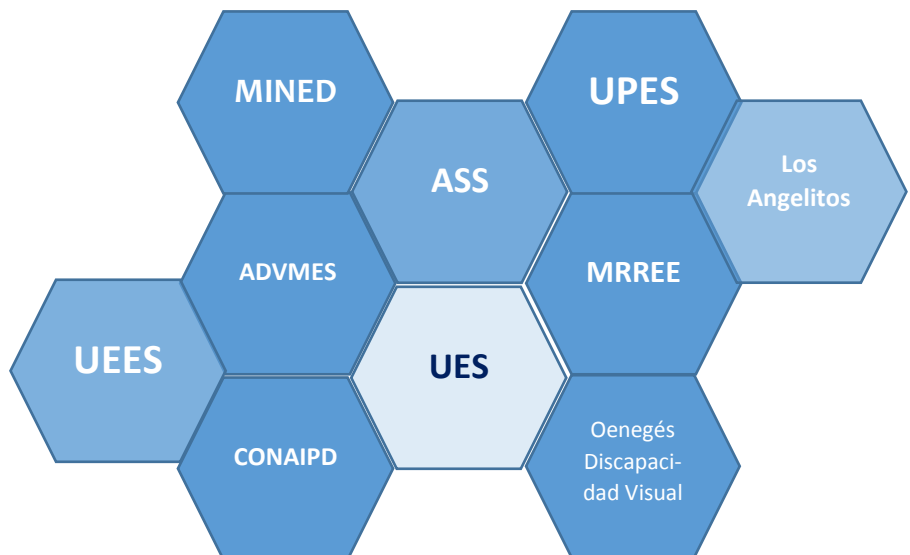 MINED
UPES
ASS
Los
Angelitos
ADVMES
MRREE
UEES
UES
CONAIPD
Oenegés
Discapaci-
dad Visual